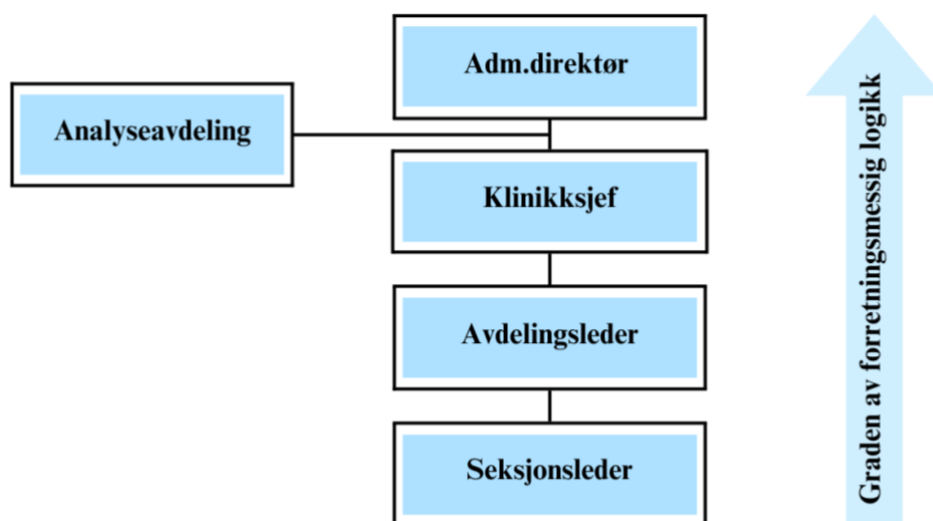 Adm.direktør
Analyseavdeling
Klinikksjef
Avdelingsleder
Seksjonsleder
Graden av forretningsmessig logikk